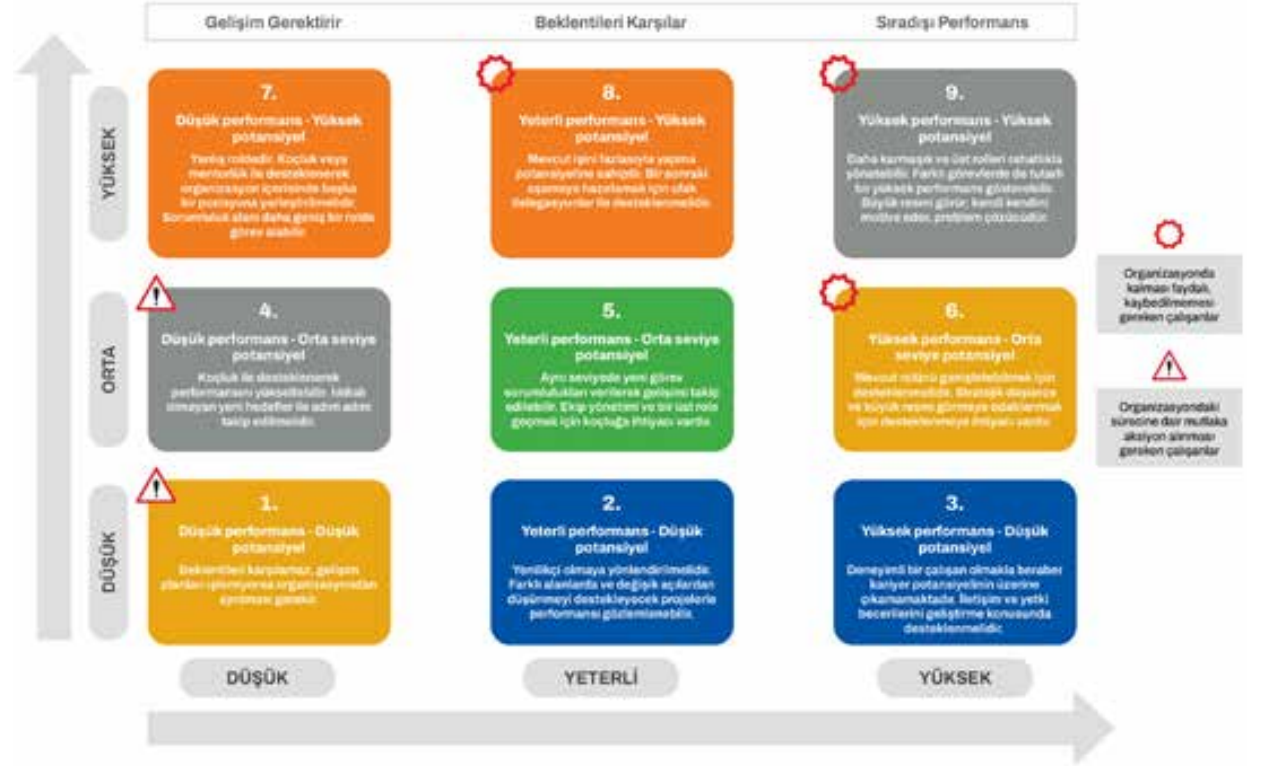 Gelişim Gerektirir
Beklentileri Karşılar
Sıradışı Performans
YÜKSEK
7.
Düşük performans - Yüksek
potansiyel
Yanlış roldedir. Koçluk veya
mentorluk ile desteklenerek
organizasyon içerisinde başka
bir pozisyona yerleştirilmelidir.
Sorumluluk alanı daha geniş bir rolde
görev alabilir.
8.
Yeterli performans - Yüksek
potansiyel
Mevcut işini fazlasıyla yapma
potansiyeline sahiptir. Bir sonraki
aşamaya hazırlamak için ufak
delegasyonlar ile desteklenmelidir.
9.
Yüksek performans - Yüksek
potansiyel
Daha karmaşık ve üst rolleri rahatlıkla
yönetebilir. Farklı görevlerde de tutarlı
bir yüksek performans gösterebilir.
Büyük resmi görür, kendi kendini
motive eder, problem çözücüdür.
ORTA
4.
Düşük performans - Orta seviye
potansiyel
Koçluk ile desteklenerek
performansını yükseltebilir.
olmayan yeni hedefler ile adım adım
takip edilmelidir.
5.
Yeterli performans - Orta seviye
potansiyel
Aynı seviyede yeni görev
sorumlulukları verilerek gelişimi takip
edilebilir. Ekip yönetimi ve bir üst role
geçmek için koçluğa ihtiyacı vardır.
6.
Yüksek performans - Orta
seviye potansiyel
Mevcut rolünü genişletebilmek için
desteklenmelidir. Stratejik düşünce
ve büyük resmi görmeye odaklanmak
için desteklenmeye ihtiyacı vardır.
DÜŞÜK
1.
Düşük performans - Düşük
potansiyel
Beklentileri karşılamaz, gelişim
planları işlemiyorsa organizasyondan
ayrılması gerekir.
2.
Yeterli performans - Düşük
potansiyel
Yenilikçi olmaya yönlendirilmelidir.
Farklı alanlarda ve değişik açılardan
düşünmeyi destekleyecek projelerle
performansı gözlemlenebilir.
3.
Yüksek performans - Düşük
potansiyel
Deneyimli bir çalışan olmakla beraber
kariyer potansiyelinin üzerine
çıkamamaktadır. İletişim ve yetki
becerilerini geliştirme konusunda
desteklenmelidir.
Organizasyonda
kalması faydalı,
kaybedilmemesi
gereken çalışanlar
Organizasyondaki
sürecine dair mutlaka
aksiyon alınması
gereken çalışanlar
DÜŞÜK
YETERLİ
YÜKSEK